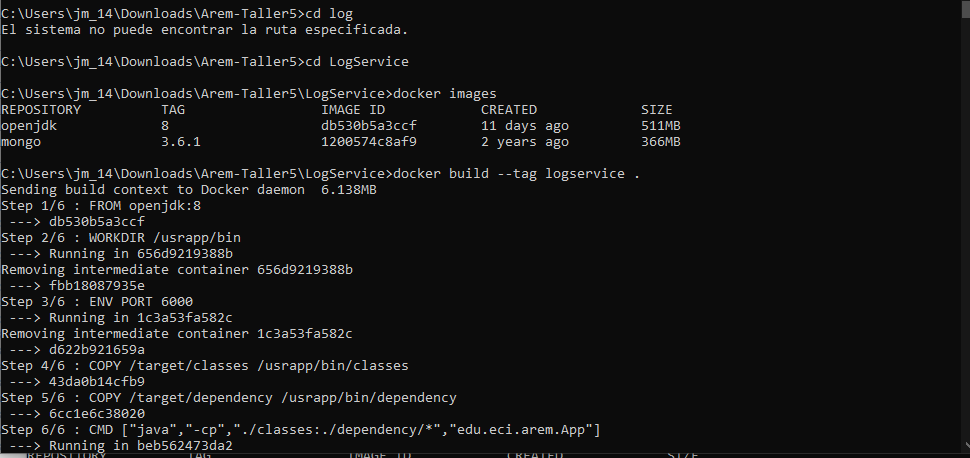 C:\Users\jm_14\Downloads\Arem-Taller5>cd log
El sistema no puede encontrar la ruta especificada.
C:\Users\jm_14\Downloads\Arem-Taller5>cd LogService
C:\Users\jm_14\Downloads\Arem-Taller5\LogService>docker images
REPOSITORY TAG IMAGE ID CREATED SIZE
openjdk 8 db530b5a3ccf 11 days ago 511MB
mongo 3.6.1 1200574c8af9 2 years ago 366MB
C:\Users\jm_14\Downloads\Arem-Taller5\LogService>docker build --tag logservice .
Sending build context to Docker daemon 6.138MB
Step 1/6 : FROM openjdk:8
---> db530b5a3ccf
Step 2/6 : WORKDIR /usrapp/bin
---> Running in 656d9219388b
Removing intermediate container 656d9219388b
---> fbb18087935e
Step 3/6 : ENV PORT 6000
---> Running in 1c3a53fa582c
Removing intermediate container 1c3a53fa582c
---> d622b921659a
Step 4/6 : COPY /target/classes /usrapp/bin/classes
---> 43da0b14cfb9
Step 5/6 : COPY /target/dependency /usrapp/bin/dependency
---> 6cc1e6c38020
Step 6/6 : CMD ["java","-cp","./classes:./dependency/*","edu.eci.arem.App"]
---> Running in beb562473da2
REPOSITORY TAG IMAGE ID CREATED SIZE